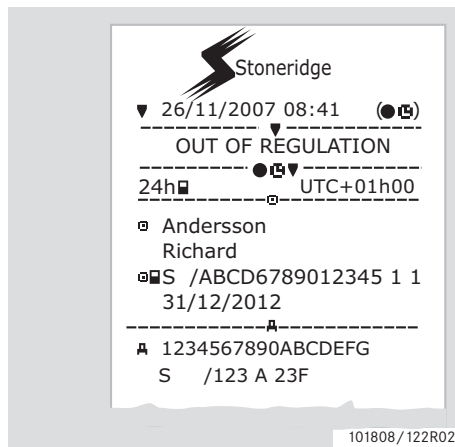 Stoneridge
26/11/2007 08:41 ( )
OUT OF REGULATION
24h UTC+01h00
Andersson
Richard
S /ABCD6789012345 1 1
31/12/2012
1234567890ABCDEFG
S /123 A 23F
101808/122R02